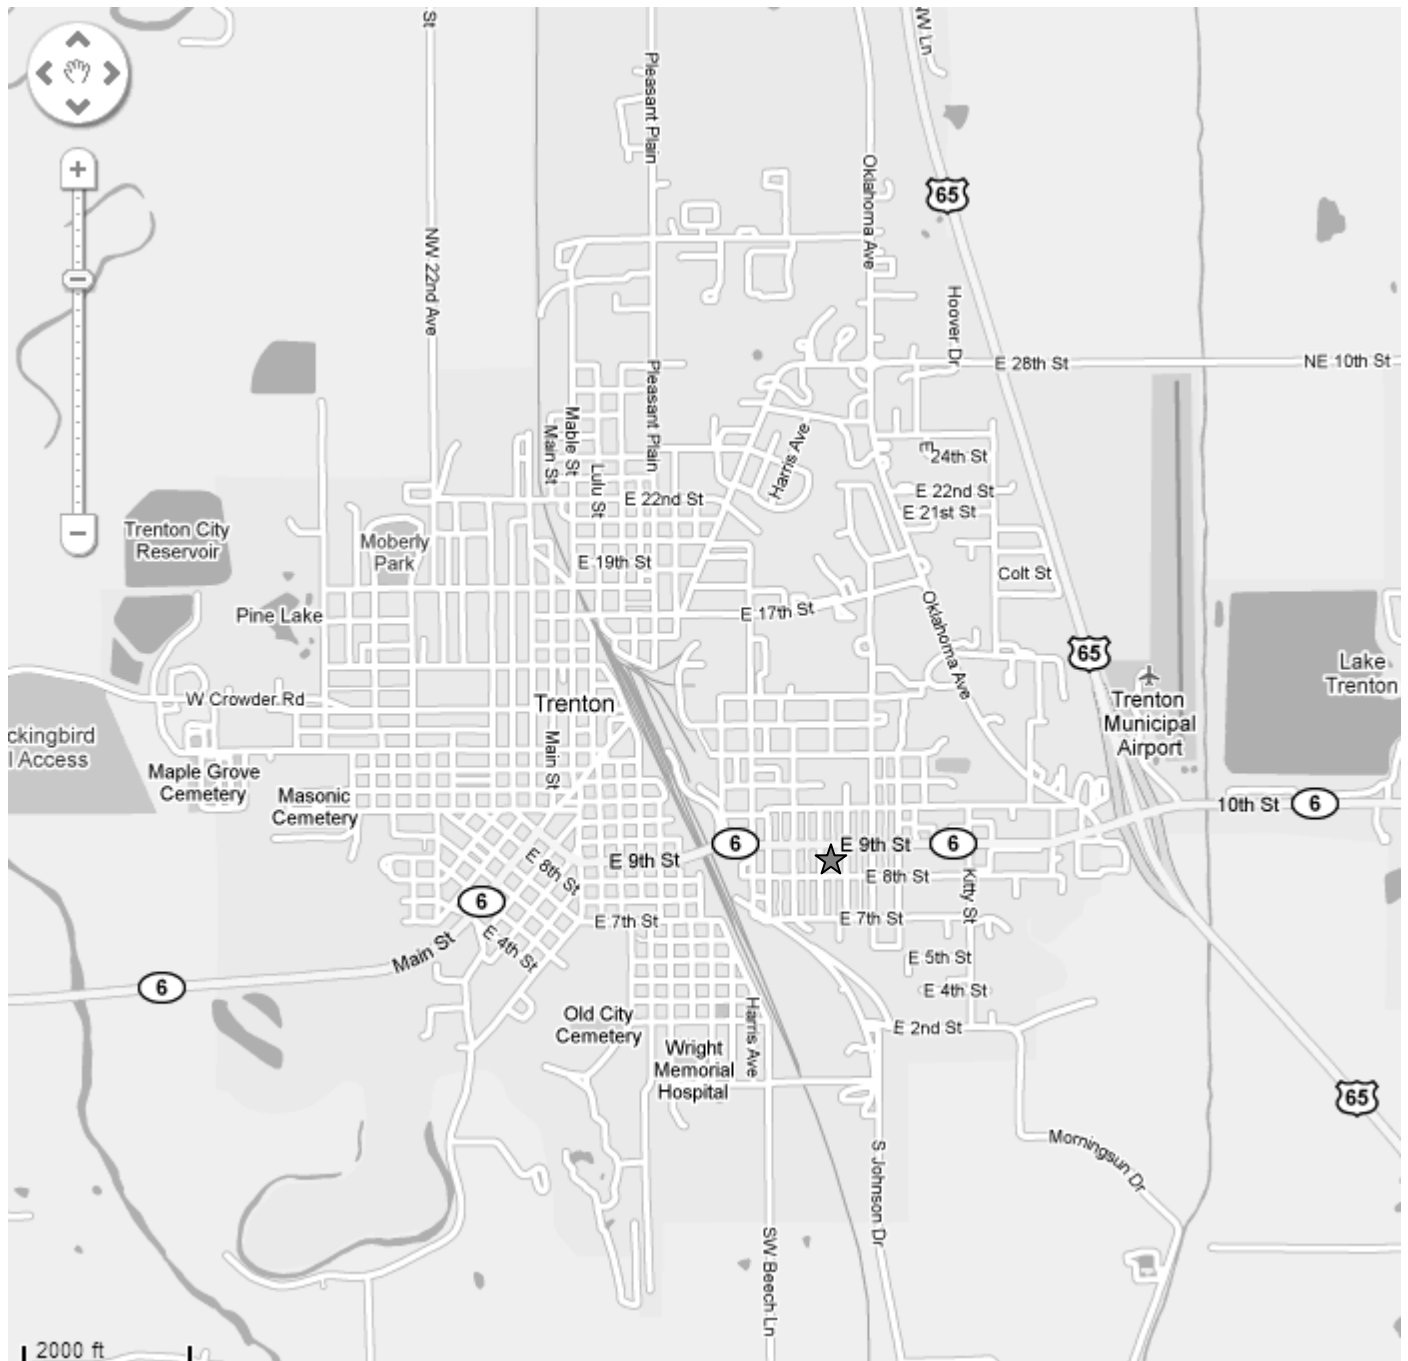 St
NW Ln
Pleasant Plain
Oklahoma Ave
65
NW 22nd Ave
Hoover Dr
E 28th St
NE 10th St
Pleasant Plain
Mable St
Main St
Harris Ave
Lulu St
E
24th St
E 22nd St
E 22nd St
E 21st St
Trenton City
Reservoir
Moberly
Park
E 19th St
Colt St
Pine Lake
E 17th St
Oklahoma Ave
65
Lake
Trenton
W Crowder Rd
Trenton
Trenton
Municipal
Airport
ckingbird
l Access
Main St
Maple Grove
Cemetery
Masonic
Cemetery
10th St
6
E 9th St
6
E 9th St
6
E 8th St
E 8th St
Kitty St
6
E 7th St
E 7th St
E 4th St
Main St
E 5th St
6
E 4th St
Old City
Cemetery
Harris Ave
E 2nd St
Wright
Memorial
Hospital
65
S Johnson Dr
Morningsun Dr
SW Beech Ln
2000 ft